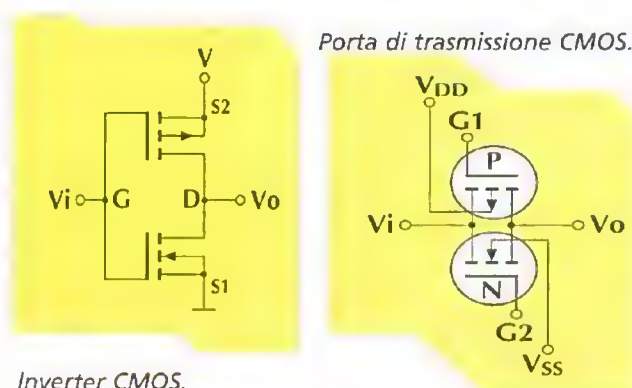 Porta di trasmissione CMOS.
V
S2
Vi
G
D
Vo
S1
Inverter CMOS.
VDD
G1
P
Vi
Vo
N
G2
VSS